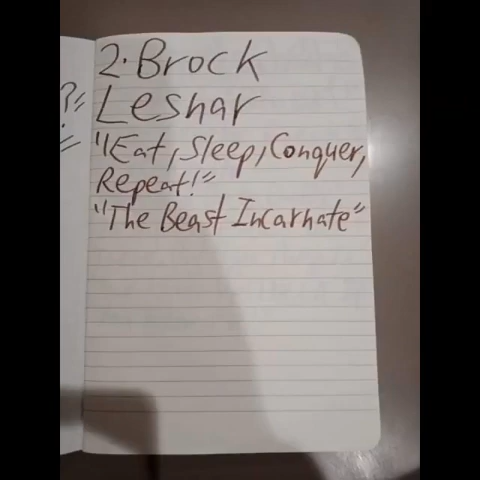 2. Brock
Leshar
"Eat, Sleep, Conquer,
Repeat!"
"The Beast Incarnate"
?"